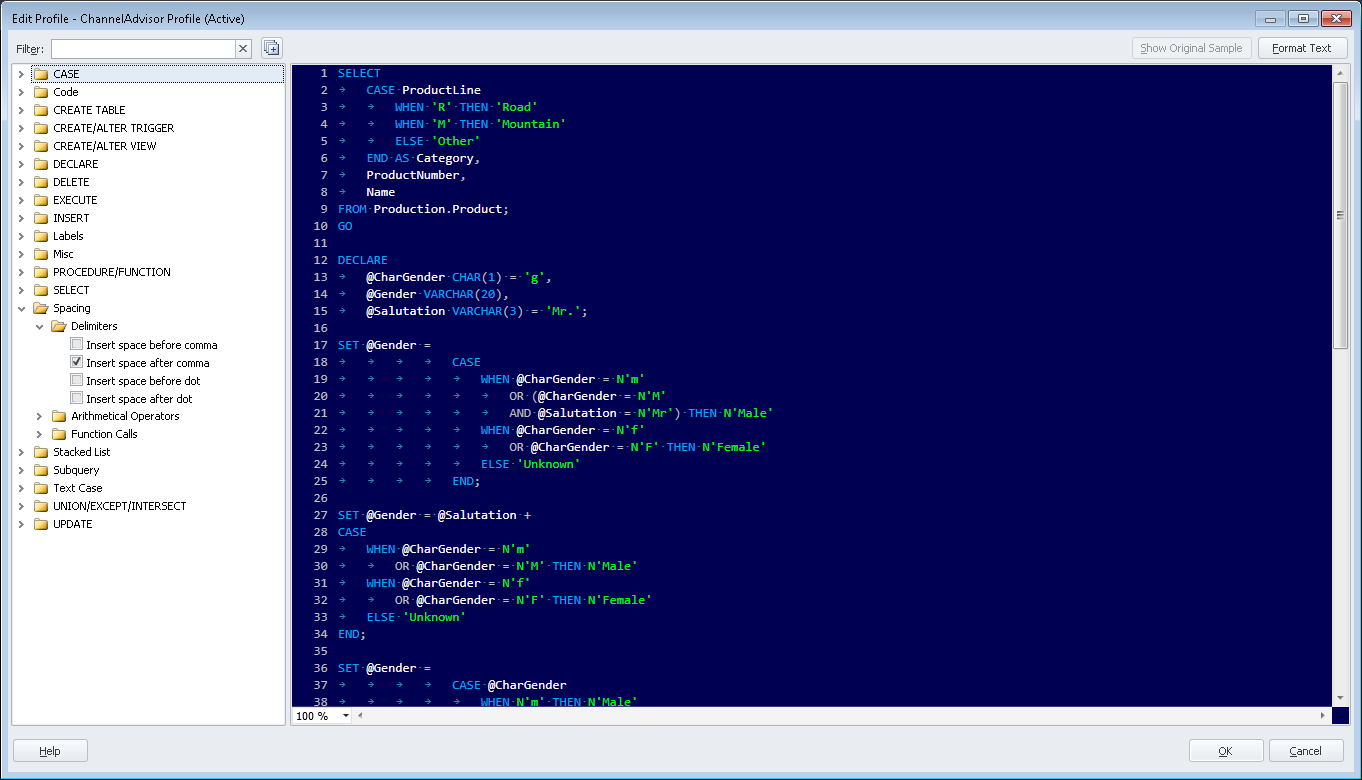 Edit Profile - ChannelAdvisor Profile (Active)
Filter:
Show Original Sample
Format Text
CASE
Code
CREATE TABLE
CREATE/ALTER TRIGGER
CREATE/ALTER VIEW
DECLARE
DELETE
EXECUTE
INSERT
Labels
Misc
PROCEDURE/FUNCTION
SELECT
Spacing
Delimiters
Insert space before comma
Insert space after comma
Insert space before dot
Insert space after dot
Arithmetical Operators
Function Calls
Stacked List
Subquery
Text Case
UNION/EXCEPT/INTERSECT
UPDATE
1 SELECT
2 CASE ProductLine
3 WHEN 'R' THEN 'Road'
4 WHEN 'M' THEN 'Mountain'
5 ELSE 'Other'
6 END AS Category,
7 ProductNumber,
8 Name
9 FROM Production.Product;
10 GO
11
12 DECLARE
13 @CharGender CHAR(1) = 'g',
14 @Gender VARCHAR(20),
15 @Salutation VARCHAR(3) = 'Mr.';
16
17 SET @Gender =
18 CASE
19 WHEN @CharGender = N'm'
20 OR (@CharGender = N'M'
21 AND @Salutation = N'Mr') THEN N'Male'
22 WHEN @CharGender = N'f'
23 OR @CharGender = N'F' THEN N'Female'
24 ELSE 'Unknown'
25 END;
26
27 SET @Gender = @Salutation +
28 CASE
29 WHEN @CharGender = N'm'
30 OR @CharGender = N'M' THEN N'Male'
31 WHEN @CharGender = N'f'
32 OR @CharGender = N'F' THEN N'Female'
33 ELSE 'Unknown'
34 END;
35
36 SET @Gender =
37 CASE @CharGender
38 WHEN N'm' THEN N'Male'
100 %
Help
OK
Cancel